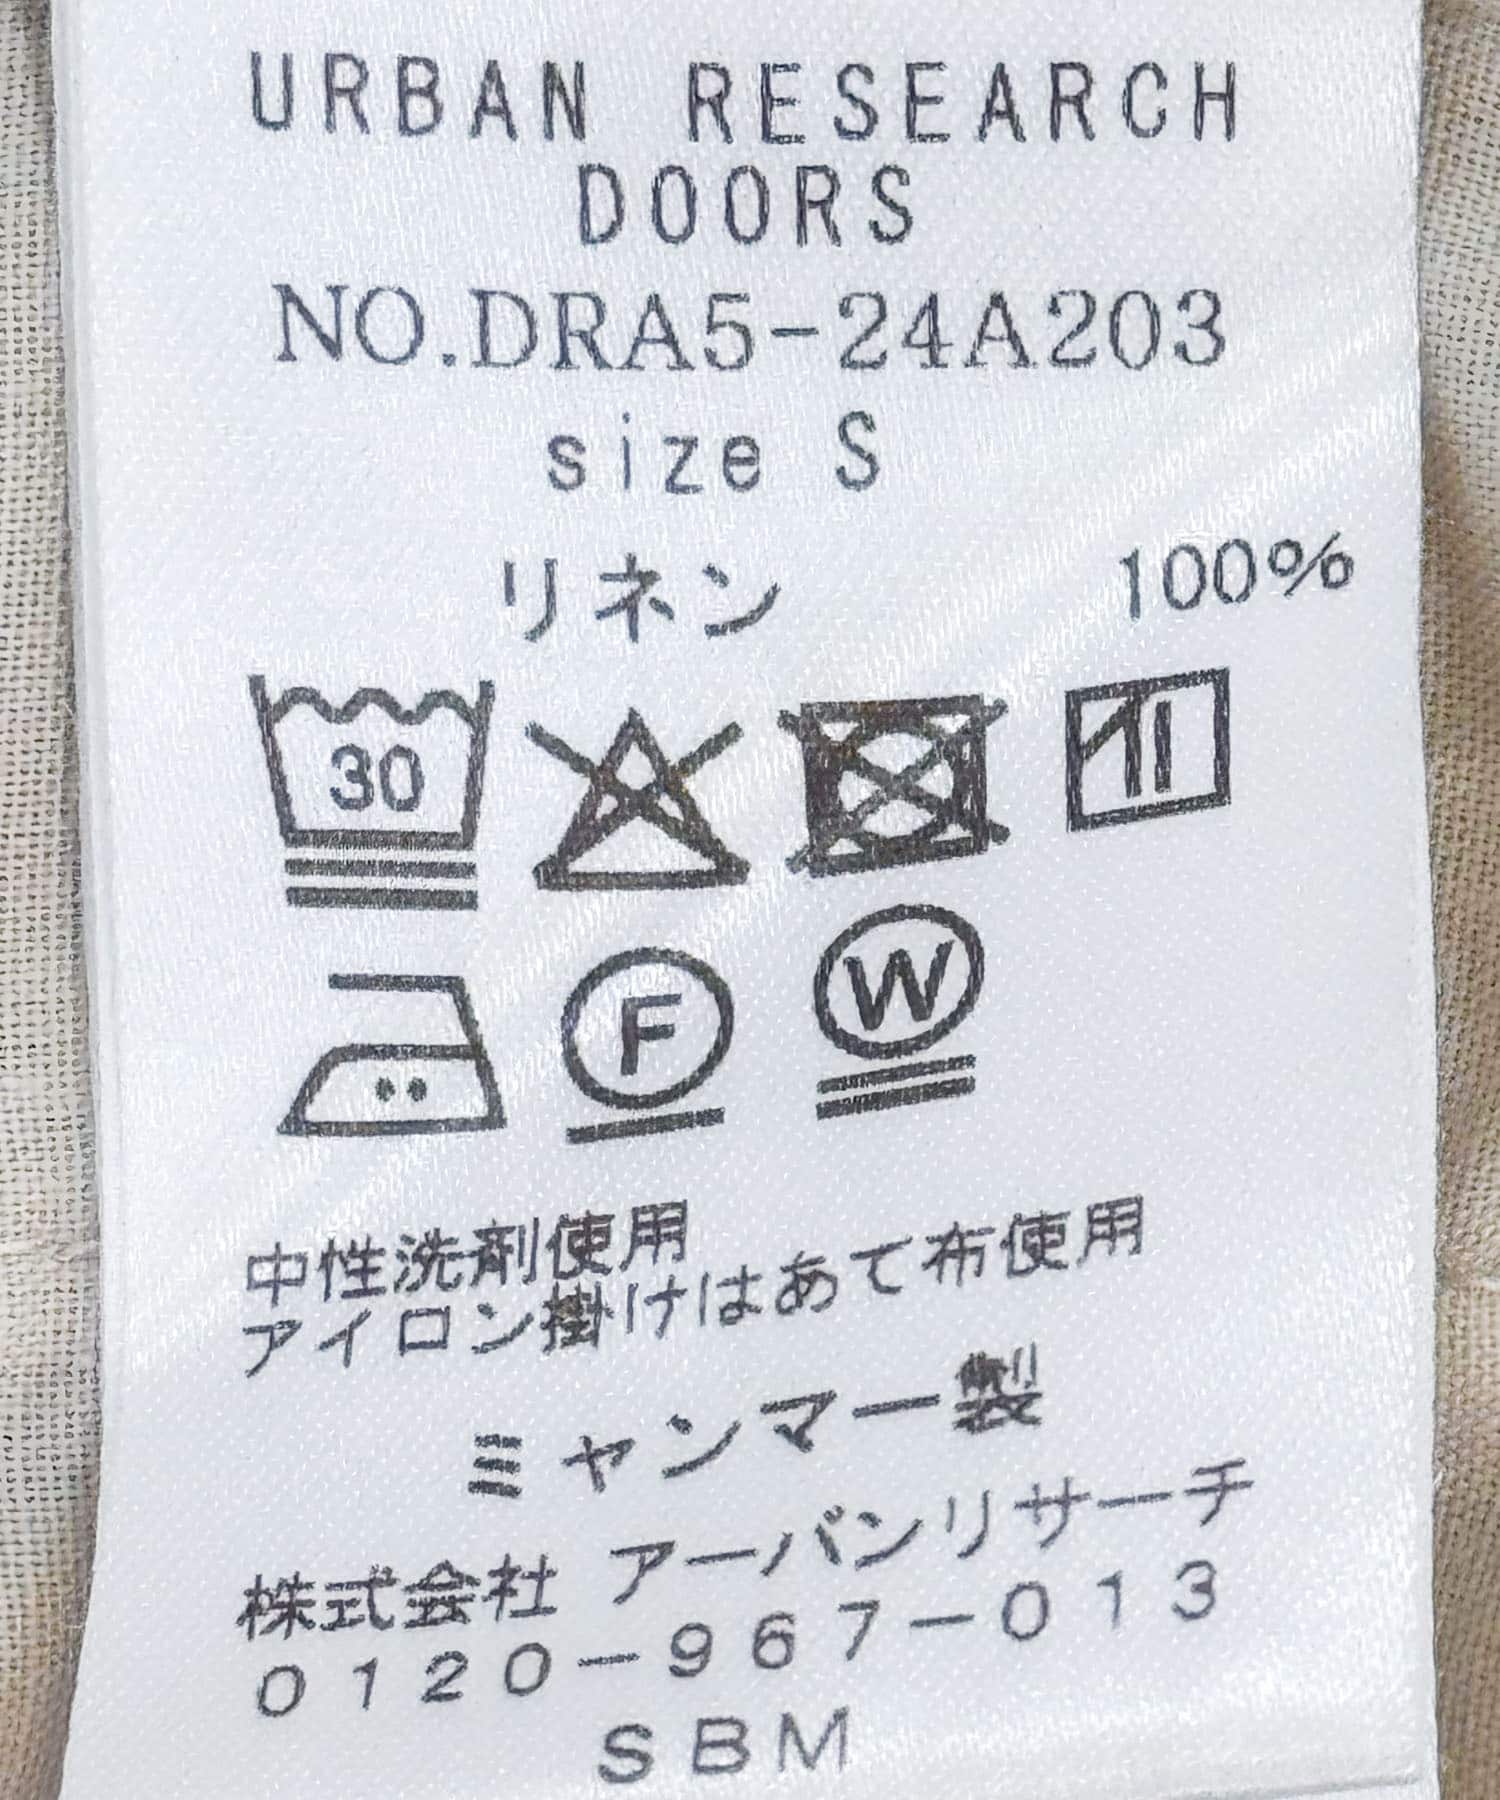 URBAN RESEARCH
DOORS
NO.DRA5-24A203
size S
リネン 100%
30
F W
中性洗剤使用
アイロン掛けはあて布使用
ミャンマー製
株式会社 アーバンリサーチ
0120-967-013
SBM